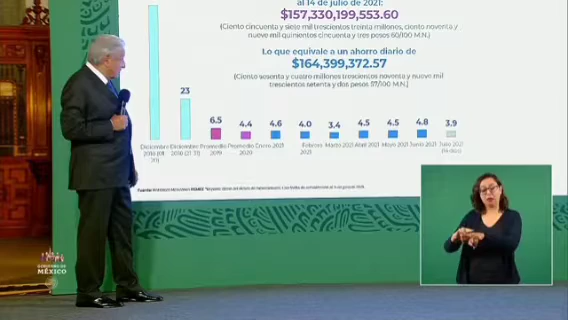 al 14 de julio de 2021:
$157,330,199,553.60
(Ciento cincuenta y siete mil trescientos treinta millones, ciento noventa y
nueve mil quinientos cincuenta y tres pesos 60/100 M.N.)
Lo que equivale a un ahorro diario de
$164,399,372.57
(Ciento sesenta y cuatro millones trescientos noventa y nueve mil
trescientos setenta y dos pesos 57/100 M.N.)
23
6.5
4.4
4.6
4.0
3.4
4.5
4.5
4.8
3.9
Diciembre Diciembre Promedio Promedio Enero 2021 Febrero Marzo 2021 Abril 2021 Mayo 2021 Junio 2021 Julio 2021
2019 2020 2021
Fuente:
GOBIERNO DE
MÉXICO